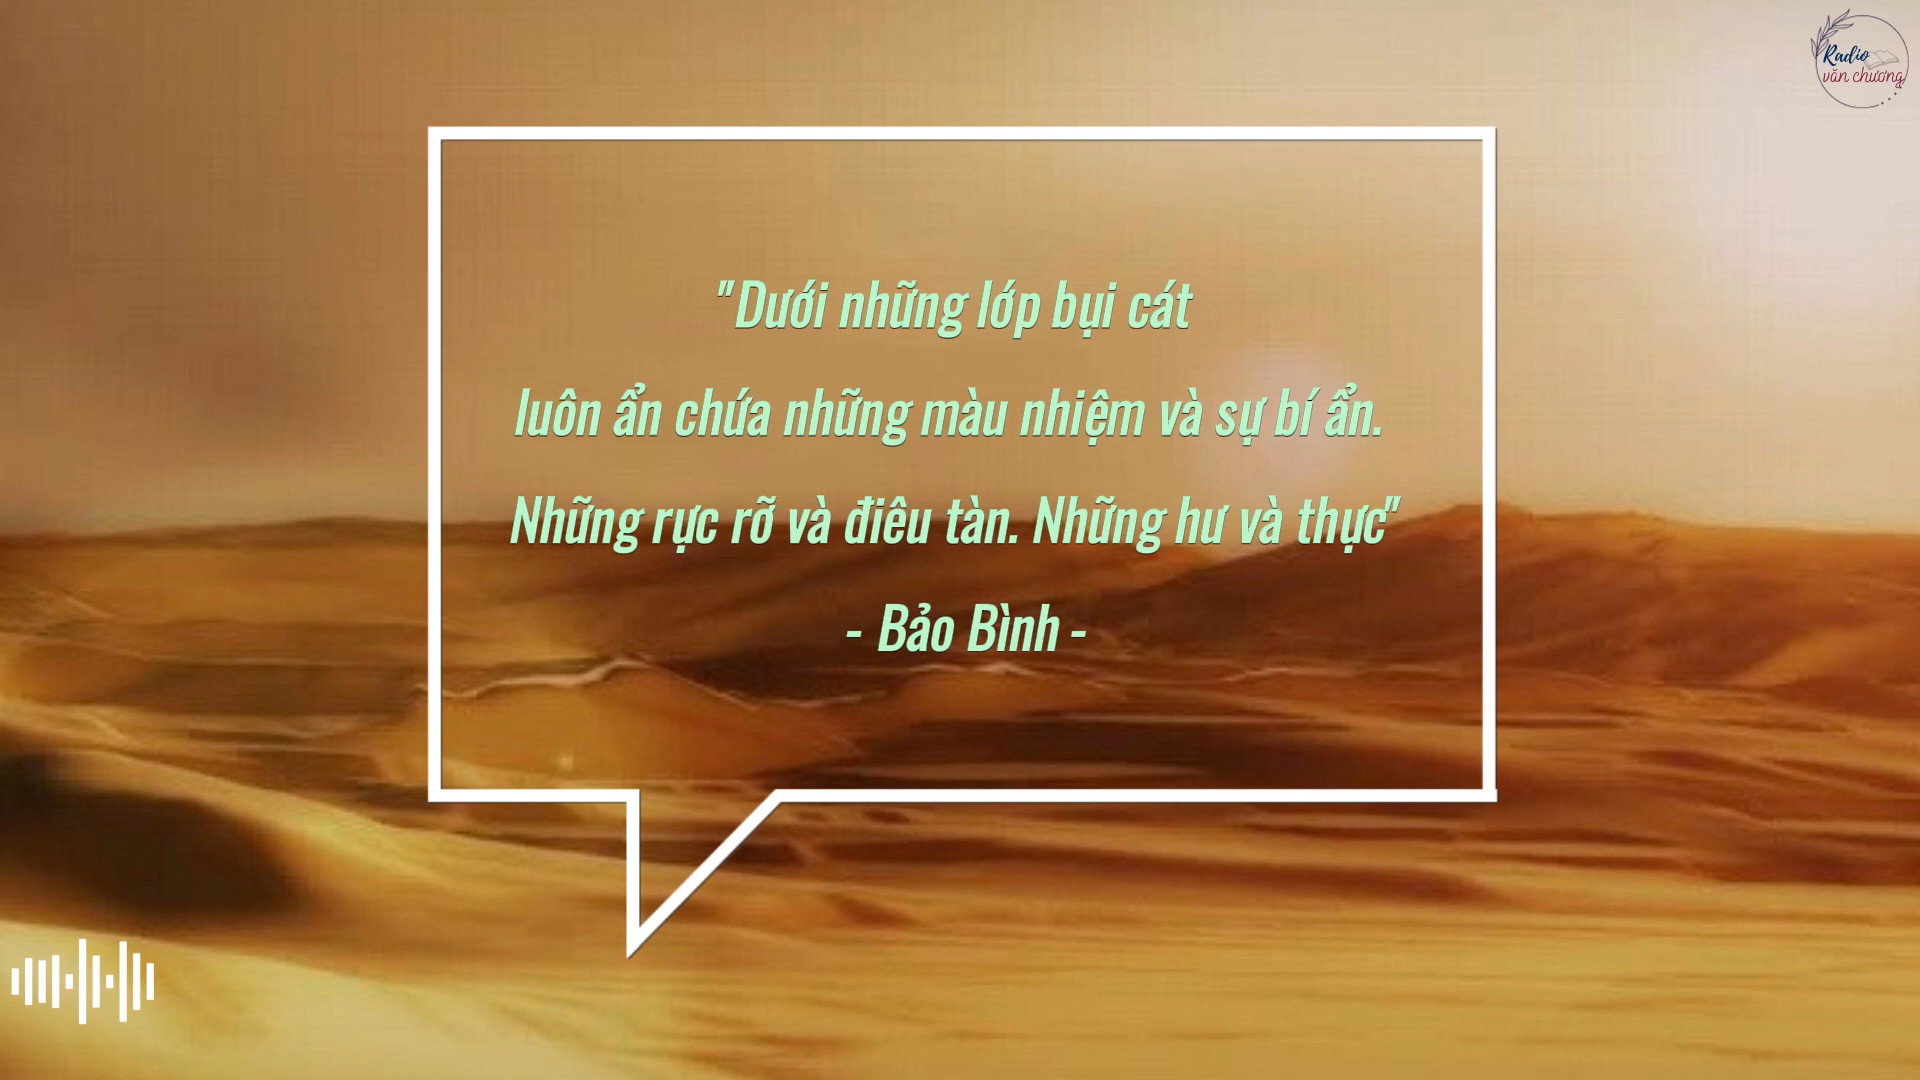 Radio
văn chương
"Dưới những lớp bụi cát
luôn ẩn chứa những màu nhiệm và sự bí ẩn.
Những rực rỡ và điêu tàn. Những hư và thực"
- Bảo Bình -